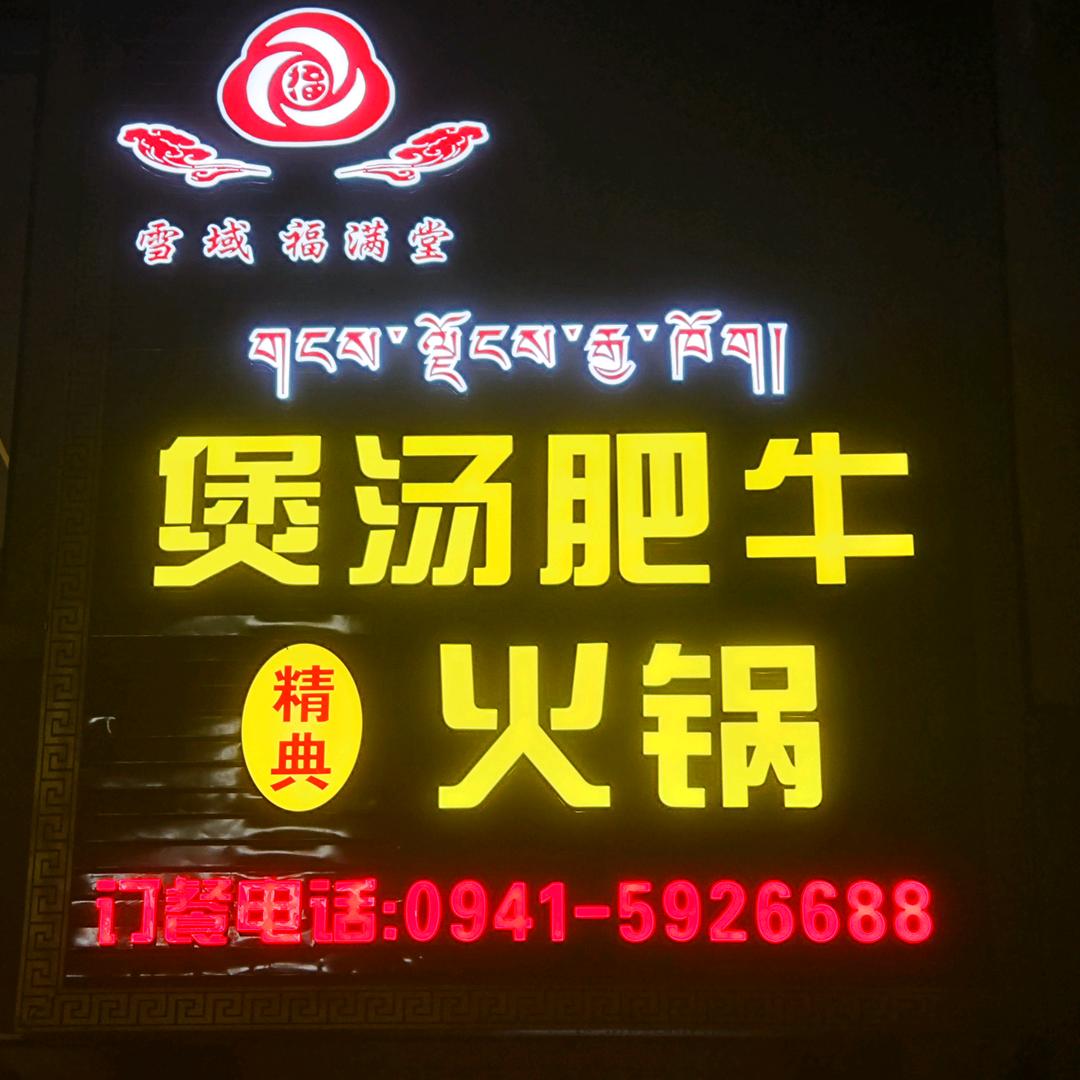 福
雪域福满堂
གངས་ལྗོངས་རྒྱ་ཁོག།
煲汤肥牛
精典
火锅
订餐电话:0941-5926688